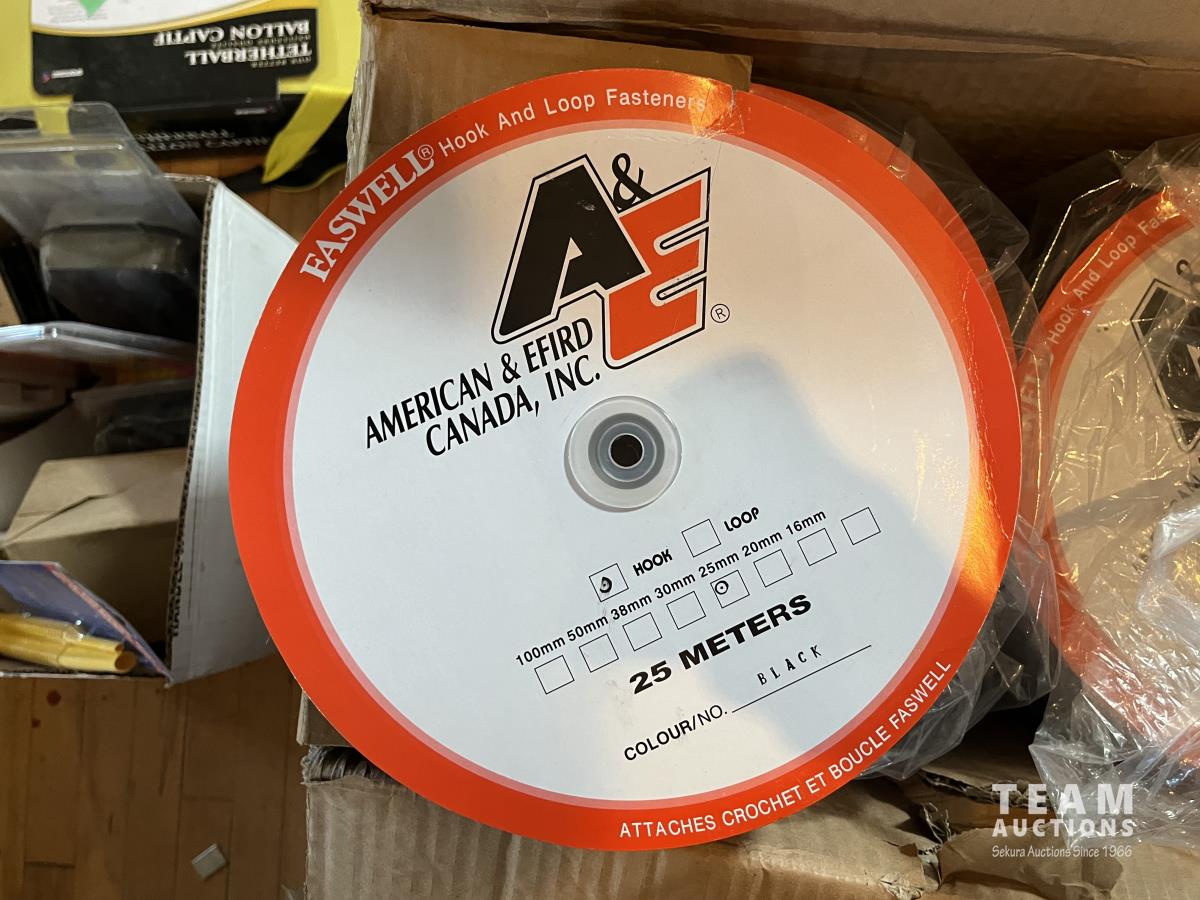 TETHERBALL
BALLON CAPTIF
FASWELL® Hook And Loop Fasteners
A&E®
AMERICAN & EFIRD
CANADA, INC.
HOOK LOOP
100mm 50mm 38mm 30mm 25mm 20mm 16mm
25 METERS
COLOUR/NO. BLACK
ATTACHES CROCHET ET BOUCLE FASWELL
Hook And Loop
TEAM
AUCTIONS
Sekura Auctions Since 1966